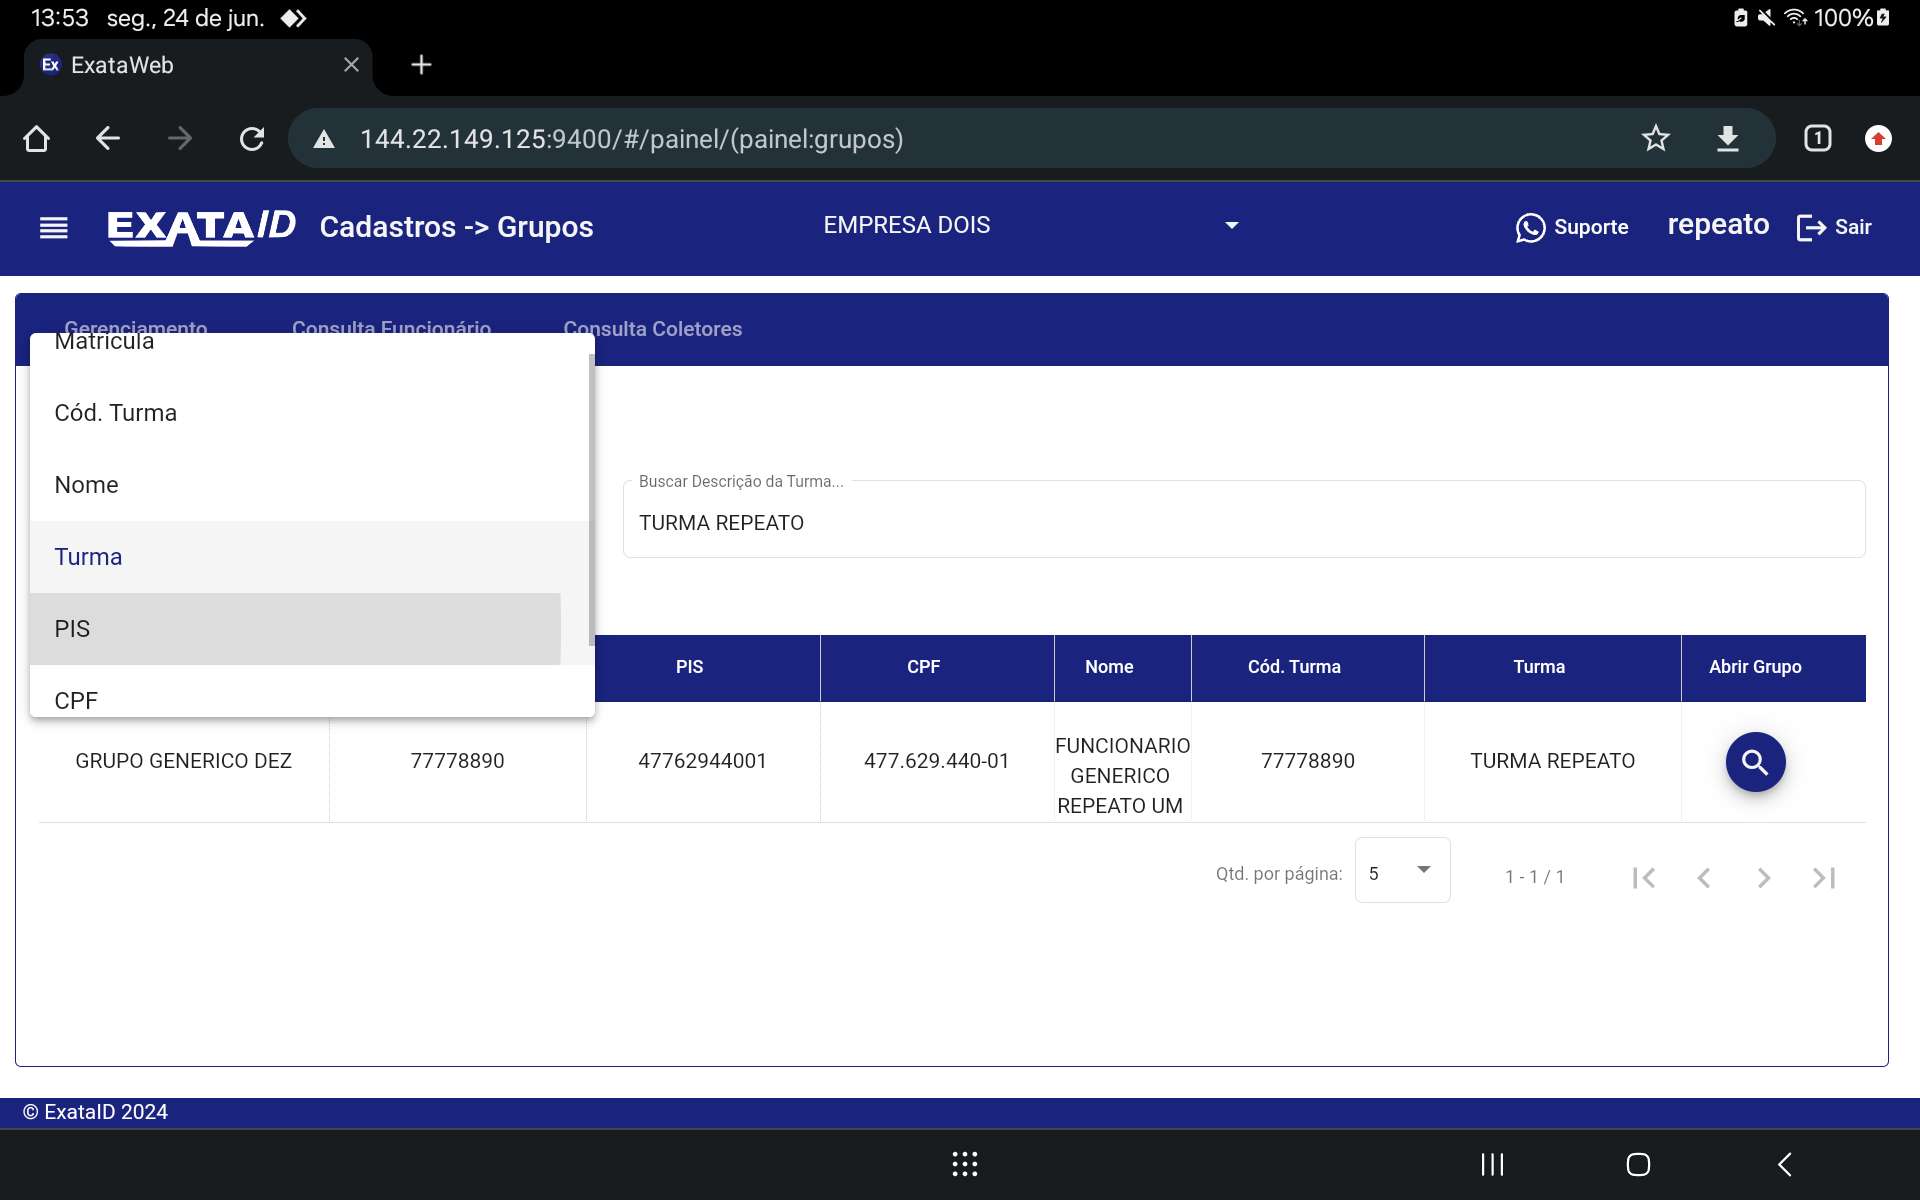 13:53 seg., 24 de jun. 100%
Ex ExataWeb
144.22.149.125:9400/#/painel/(painel:grupos) 1
EXATAID Cadastros -> Grupos EMPRESA DOIS Suporte repeato Sair
Gerenciamento Consulta Funcionário Consulta Coletores
Matrícula
Cód. Turma
Nome
Turma
PIS
CPF
Buscar Descrição da Turma...
TURMA REPEATO
PIS CPF Nome Cód. Turma Turma Abrir Grupo
GRUPO GENERICO DEZ 77778890 47762944001 477.629.440-01 FUNCIONARIO GENERICO REPEATO UM 77778890 TURMA REPEATO
Qtd. por página: 5 1 - 1 / 1
© ExataID 2024